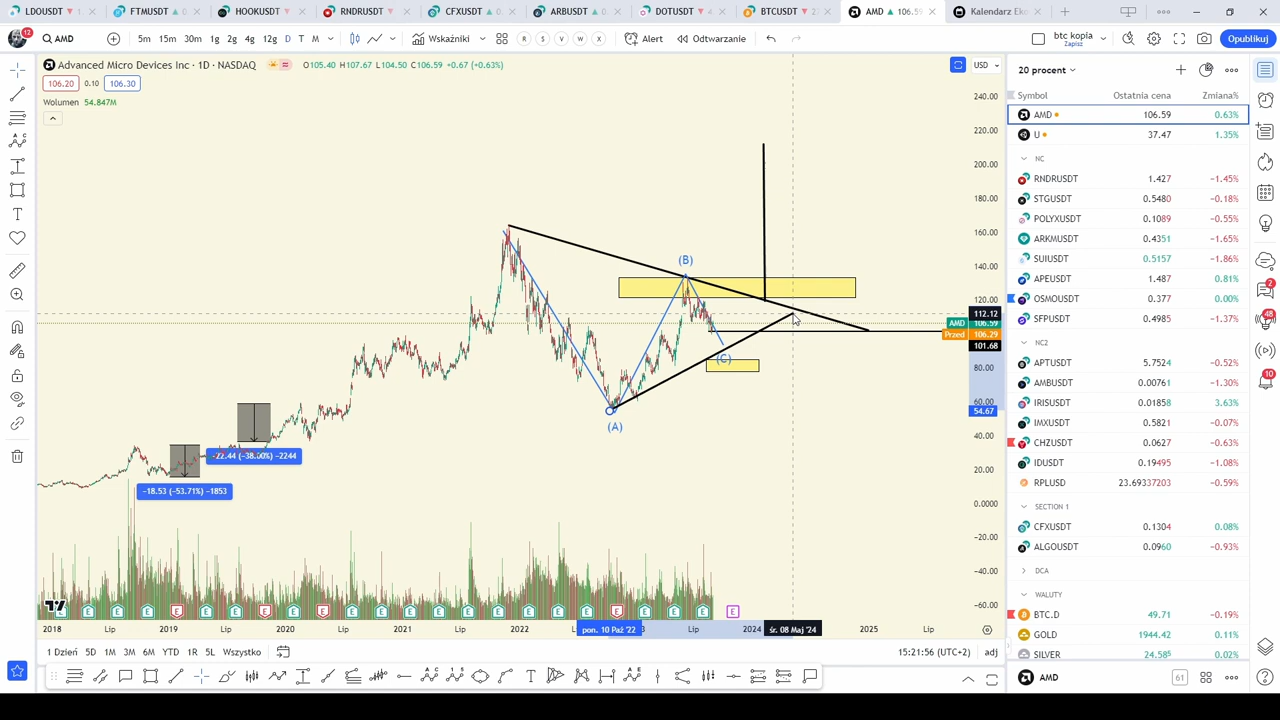 LDOUSDT
FTMUSDT
HOOKUSDT
RNDRUSDT
CFXUSDT
ARBUSDT
DOTUSDT
BTCUSDT
AMD ▲ 106.59
Kalendarz Eko
12
AMD
5m 15m 30m 1g 2g 4g 12g D T M
Wskaźniki
R S V W X
Alert
Odtwarzanie
btc kopia
Zapisz
Opublikuj
Advanced Micro Devices Inc · 1D · NASDAQ
O105.40 H107.67 L104.50 C106.59 +0.67 (+0.63%)
106.20 0.10 106.30
Wolumen 54.847M
USD
240.00
220.00
200.00
180.00
160.00
140.00
120.00
112.12
AMD 106.59
Przed 106.29
101.68
80.00
60.00
54.67
40.00
20.00
0.0000
−20.00
−40.00
−60.00
(B)
(C)
(A)
−22.44 (−38.00%) −2244
−18.53 (−53.71%) −1853
2018 Lip 2019 Lip 2020 Lip 2021 Lip 2022 pon. 10 Paź '22 Lip 2024 śr. 08 Maj '24 2025 Lip
1 Dzień 5D 1M 3M 6M YTD 1R 5L Wszystko
15:21:56 (UTC+2) adj
20 procent
Symbol Ostatnia cena Zmiana%
AMD 106.59 0.63%
U 37.47 1.35%
NC
RNDRUSDT 1.427 −1.45%
STGUSDT 0.5480 −0.18%
POLYXUSDT 0.1089 −0.55%
ARKMUSDT 0.4351 −1.65%
SUIUSDT 0.5157 −1.86%
APEUSDT 1.487 0.81%
OSMOUSDT 0.377 0.00%
SFPUSDT 0.4985 −1.37%
NC2
APTUSDT 5.7524 −0.52%
AMBUSDT 0.00761 −1.30%
IRISUSDT 0.01858 3.63%
IMXUSDT 0.5821 −0.07%
CHZUSDT 0.0627 −0.63%
IDUSDT 0.19495 −1.08%
RPLUSD 23.69337203 −0.59%
SECTION 1
CFXUSDT 0.1304 0.08%
ALGOUSDT 0.0960 −0.93%
DCA
WALUTY
BTC.D 49.71 −0.19%
GOLD 1944.42 0.11%
SILVER 24.585 0.02%
AMD
61
2
48
10